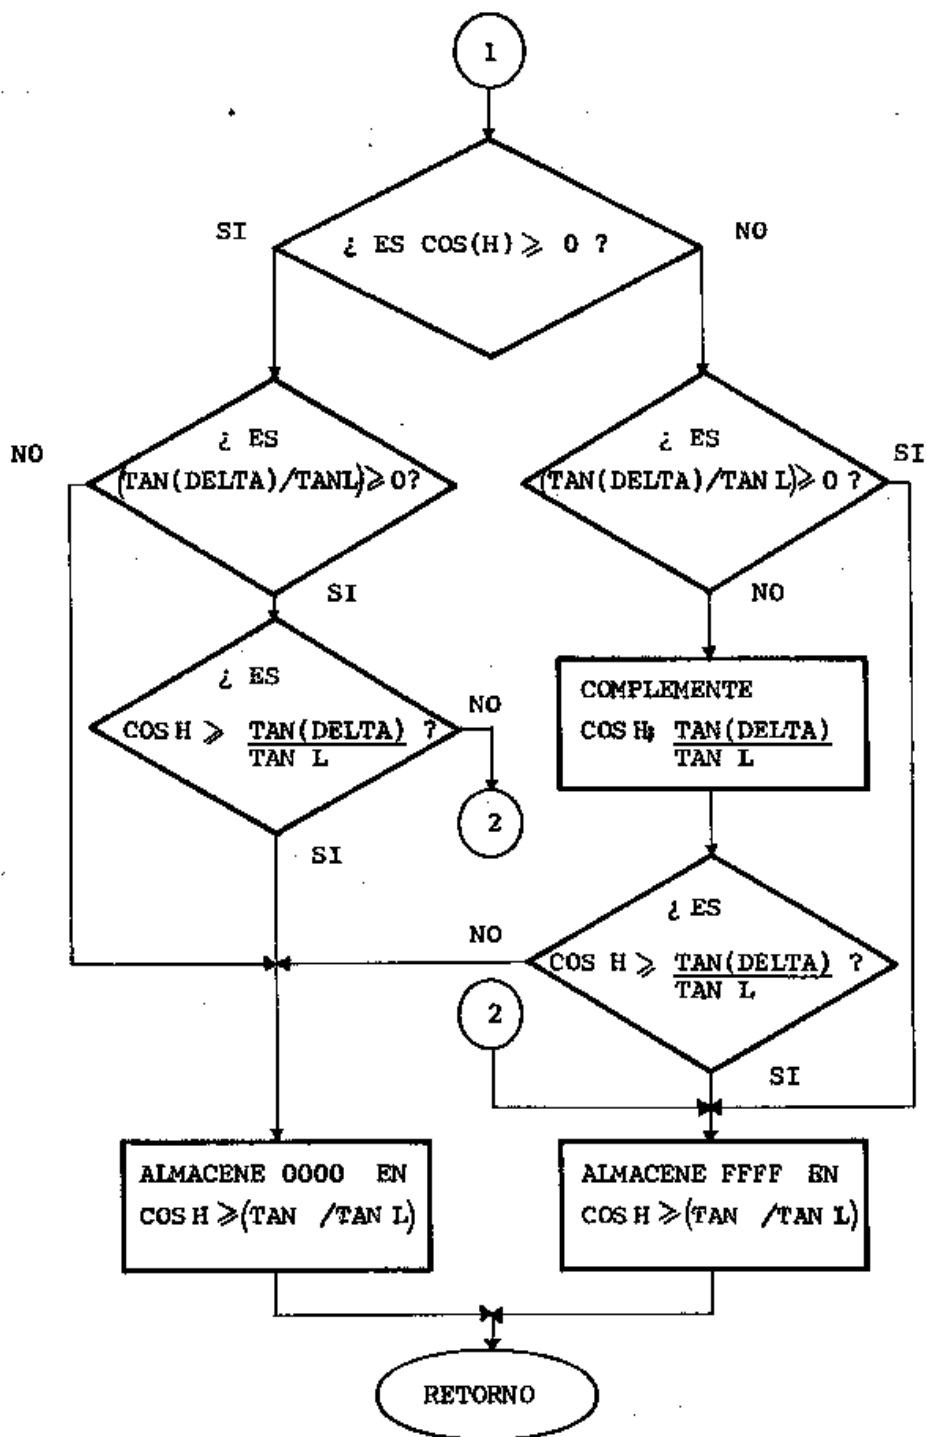 1
SI
¿ ES COS(H) ⩾ 0 ?
NO
NO
¿ ES
(TAN(DELTA)/TANL)⩾0?
SI
¿ ES
(TAN(DELTA)/TAN L)⩾0 ?
SI
NO
¿ ES
COS H ⩾ TAN(DELTA) ?
TAN L
NO
2
SI
COMPLEMENTE
COS H; TAN(DELTA)
TAN L
¿ ES
COS H ⩾ TAN(DELTA) ?
TAN L
NO
2
SI
ALMACENE 0000 EN
COS H ⩾(TAN /TAN L)
ALMACENE FFFF EN
COS H ⩾(TAN /TAN L)
RETORNO